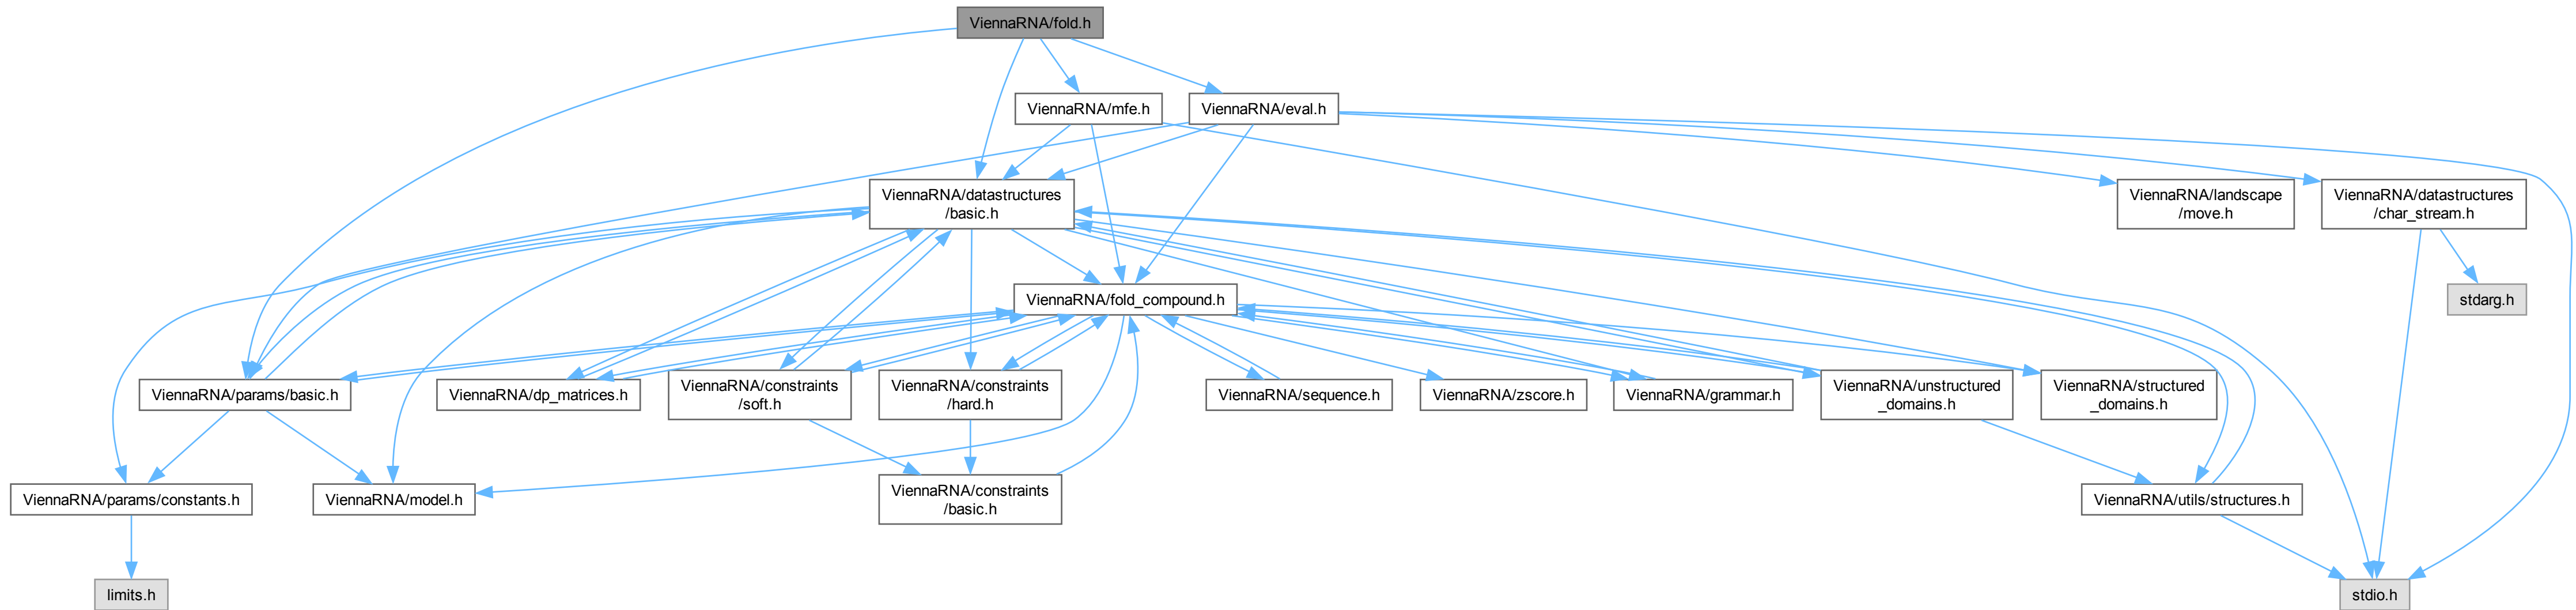 ViennaRNA/fold.h
ViennaRNA/mfe.h
ViennaRNA/eval.h
ViennaRNA/datastructures
/basic.h
ViennaRNA/landscape
/move.h
ViennaRNA/datastructures
/char_stream.h
ViennaRNA/fold_compound.h
stdarg.h
ViennaRNA/params/basic.h
ViennaRNA/dp_matrices.h
ViennaRNA/constraints
/soft.h
ViennaRNA/constraints
/hard.h
ViennaRNA/sequence.h
ViennaRNA/zscore.h
ViennaRNA/grammar.h
ViennaRNA/unstructured
_domains.h
ViennaRNA/structured
_domains.h
ViennaRNA/params/constants.h
ViennaRNA/model.h
ViennaRNA/constraints
/basic.h
ViennaRNA/utils/structures.h
limits.h
stdio.h